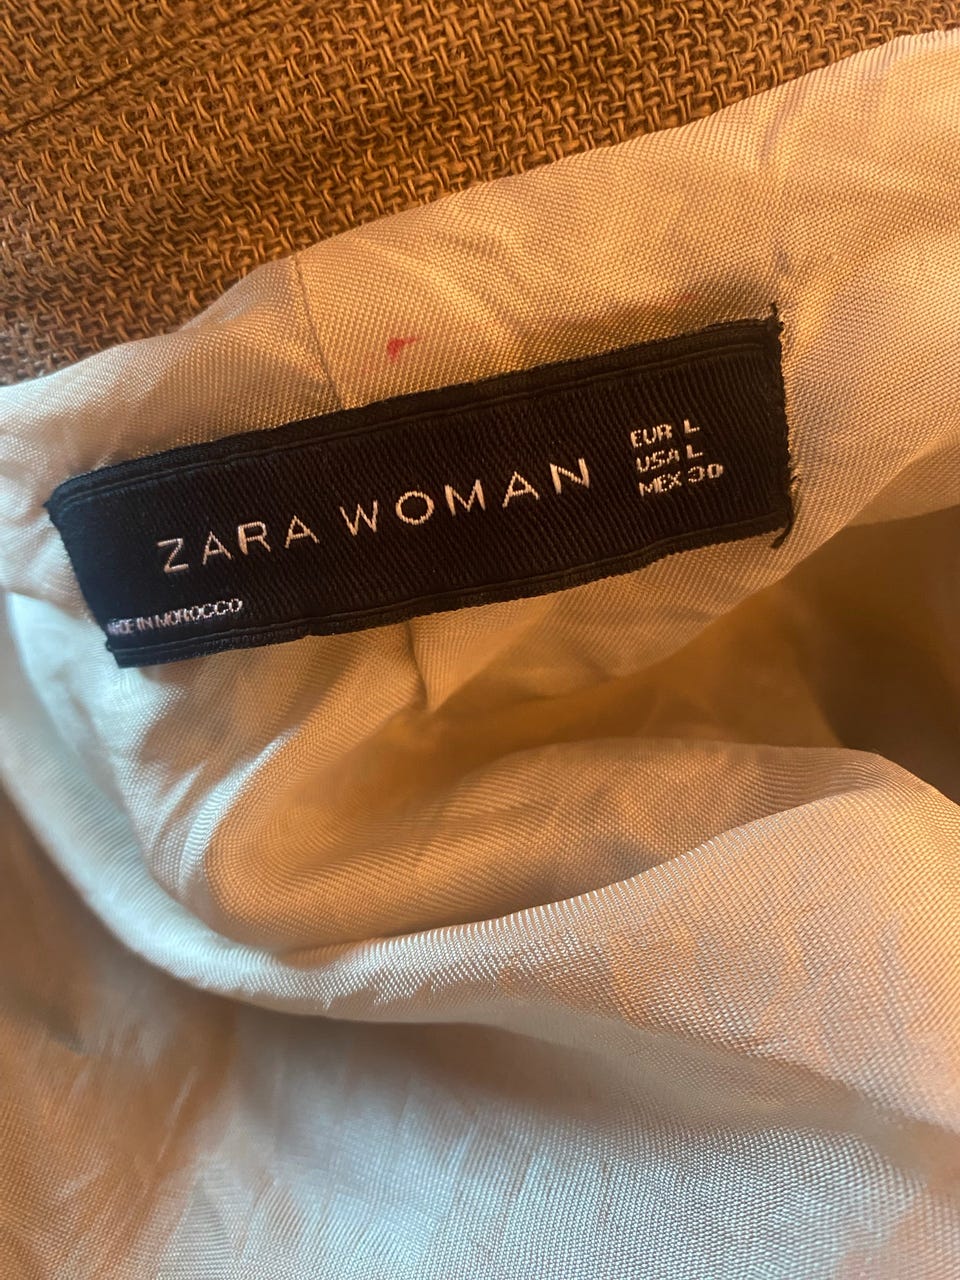 ZARA WOMAN
EUR L
USA L
MEX 30
MADE IN MOROCCO